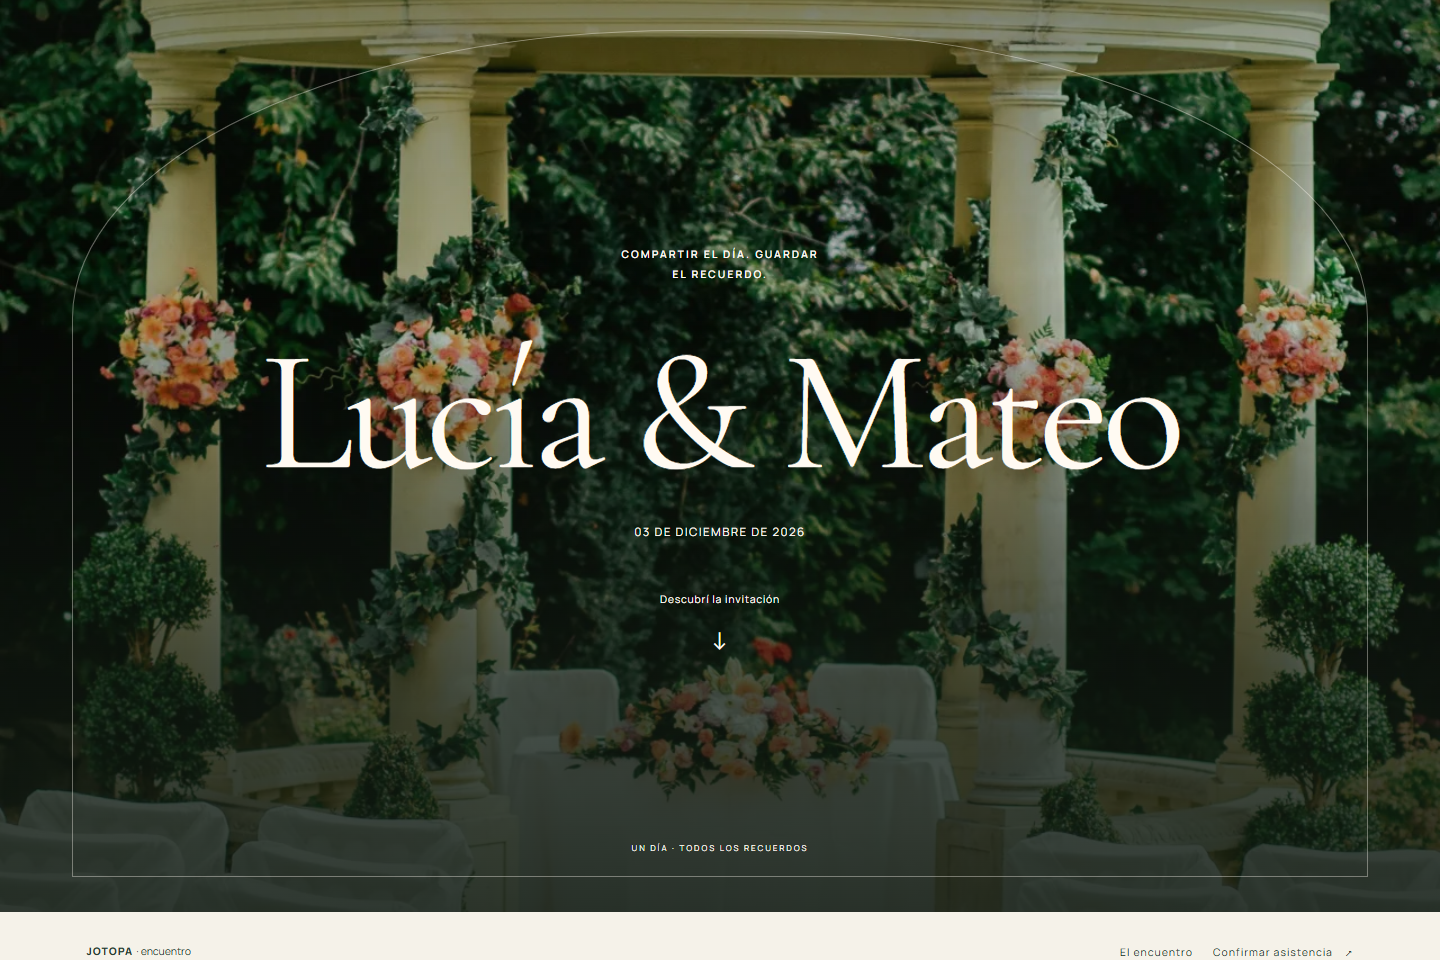 COMPARTIR EL DÍA. GUARDAR
EL RECUERDO.
Lucía & Mateo
03 DE DICIEMBRE DE 2026
Descubrí la invitación
↓
UN DÍA · TODOS LOS RECUERDOS
JOTOPA · encuentro
El encuentro Confirmar asistencia ↗